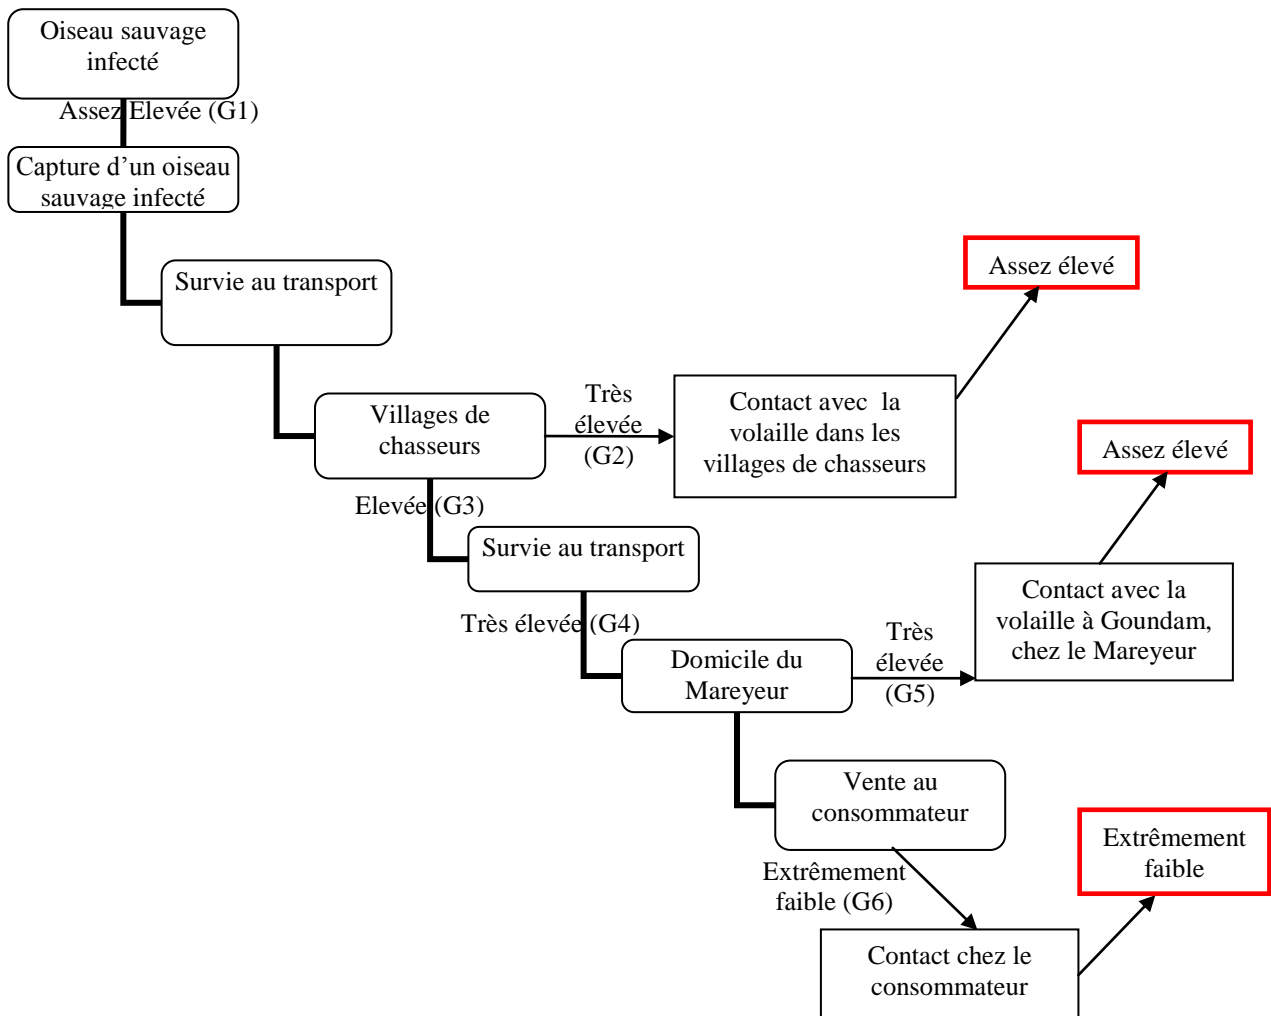 Oiseau sauvage
infecté
Assez Elevée (G1)
Capture d’un oiseau
sauvage infecté
Survie au transport
Assez élevé
Villages de
chasseurs
Très
élevée
(G2)
Contact avec la
volaille dans les
villages de chasseurs
Assez élevé
Elevée (G3)
Survie au transport
Très élevée (G4)
Domicile du
Mareyeur
Très
élevée
(G5)
Contact avec la
volaille à Goundam,
chez le Mareyeur
Vente au
consommateur
Extrêmement
faible
Extrêmement
faible (G6)
Contact chez le
consommateur